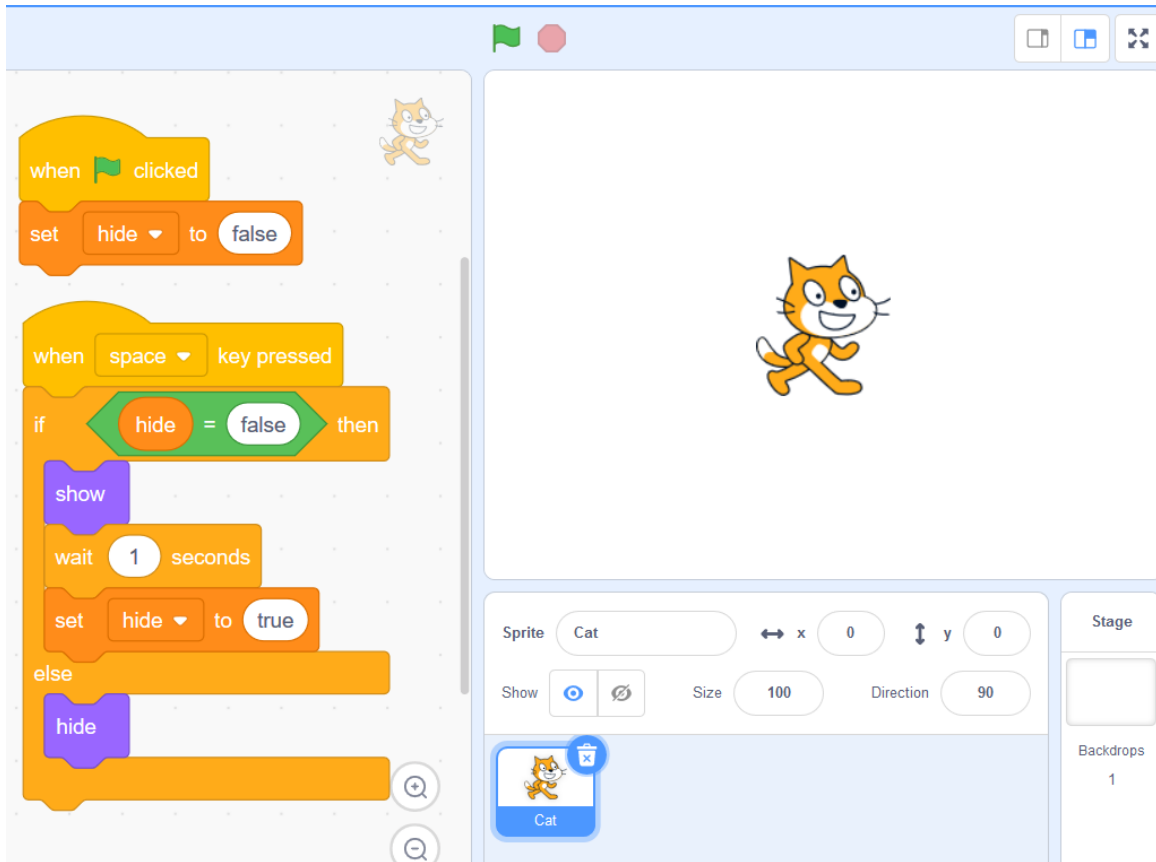 when clicked
set hide to false
when space key pressed
if hide = false then
show
wait 1 seconds
set hide to true
else
hide
Sprite Cat x 0 y 0
Show Size 100 Direction 90
Cat
Stage
Backdrops
1